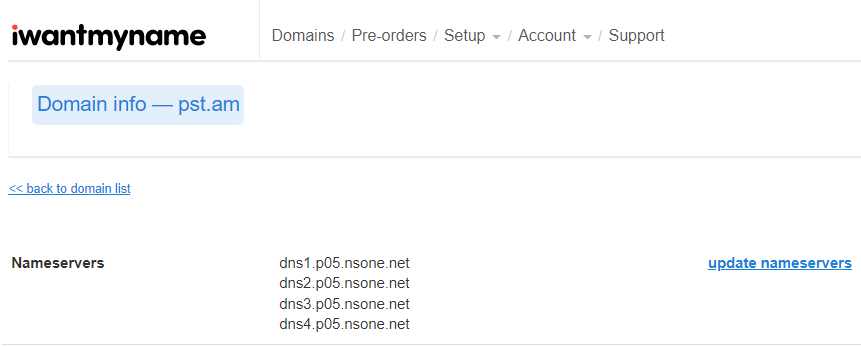 iwantmyname
Domains / Pre-orders / Setup / Account / Support
Domain info — pst.am
<< back to domain list
Nameservers dns1.p05.nsone.net update nameservers
dns2.p05.nsone.net
dns3.p05.nsone.net
dns4.p05.nsone.net